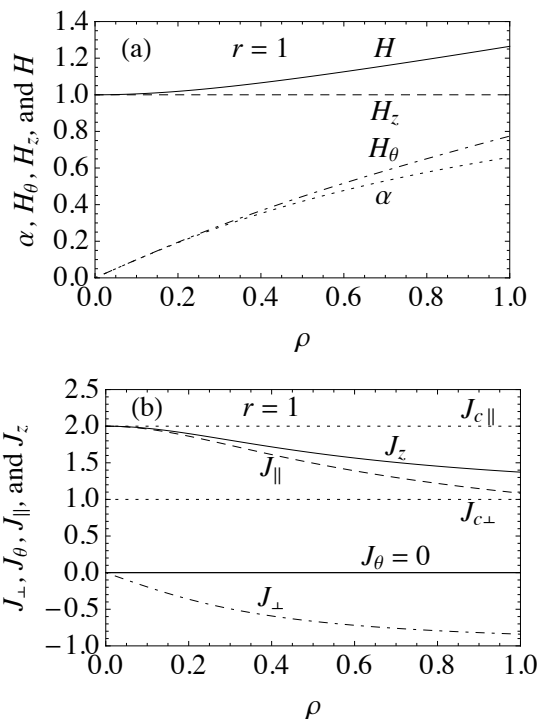 (a) r = 1 H
H_z
H_θ
α
α, H_θ, H_z, and H
1.4
1.2
1.0
0.8
0.6
0.4
0.2
0.0
0.0 0.2 0.4 0.6 0.8 1.0
ρ
(b) r = 1 J_c∥
J_z
J_∥
J_c⊥
J_θ = 0
J_⊥
J_⊥, J_θ, J_∥, and J_z
2.5
2.0
1.5
1.0
0.5
0.0
−0.5
−1.0
0.0 0.2 0.4 0.6 0.8 1.0
ρ